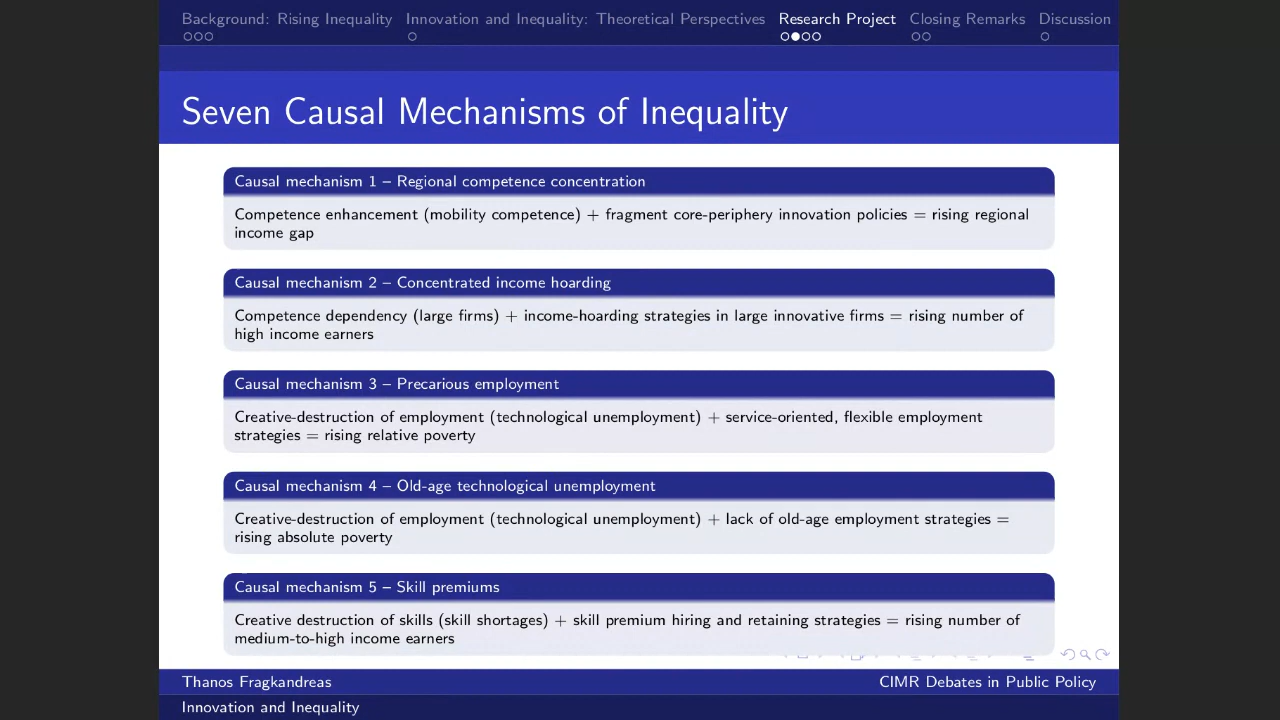 Background: Rising Inequality Innovation and Inequality: Theoretical Perspectives Research Project Closing Remarks Discussion
Seven Causal Mechanisms of Inequality
Causal mechanism 1 – Regional competence concentration
Competence enhancement (mobility competence) + fragment core-periphery innovation policies = rising regional
income gap
Causal mechanism 2 – Concentrated income hoarding
Competence dependency (large firms) + income-hoarding strategies in large innovative firms = rising number of
high income earners
Causal mechanism 3 – Precarious employment
Creative-destruction of employment (technological unemployment) + service-oriented, flexible employment
strategies = rising relative poverty
Causal mechanism 4 – Old-age technological unemployment
Creative-destruction of employment (technological unemployment) + lack of old-age employment strategies =
rising absolute poverty
Causal mechanism 5 – Skill premiums
Creative destruction of skills (skill shortages) + skill premium hiring and retaining strategies = rising number of
medium-to-high income earners
Thanos Fragkandreas CIMR Debates in Public Policy
Innovation and Inequality